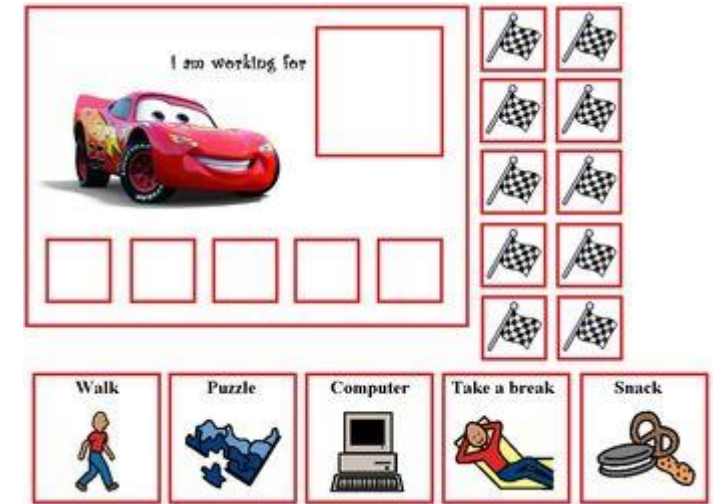 I am working for
Walk
Puzzle
Computer
Take a break
Snack